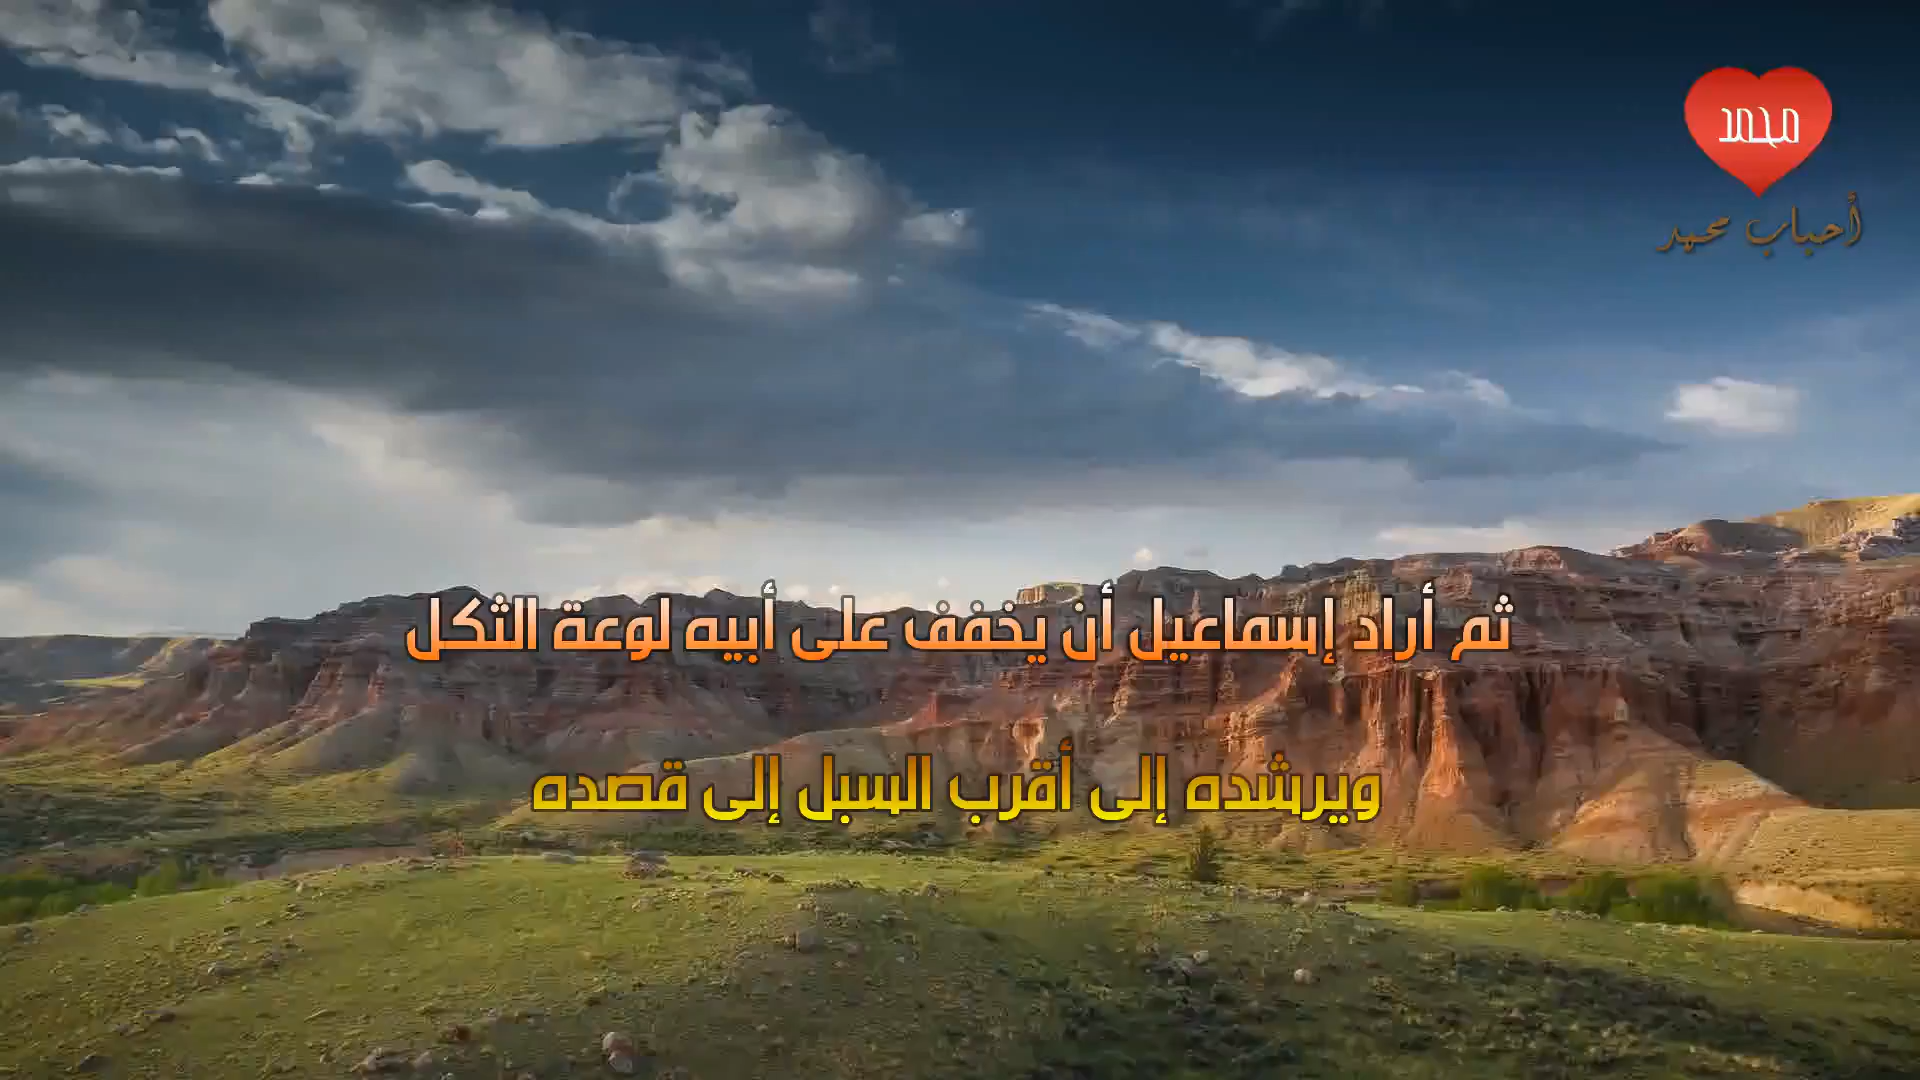 محمد
أحباب محمد
ثم أراد إسماعيل أن يخفف على أبيه لوعة الثكل
ويرشده إلى أقرب السبل إلى قصده